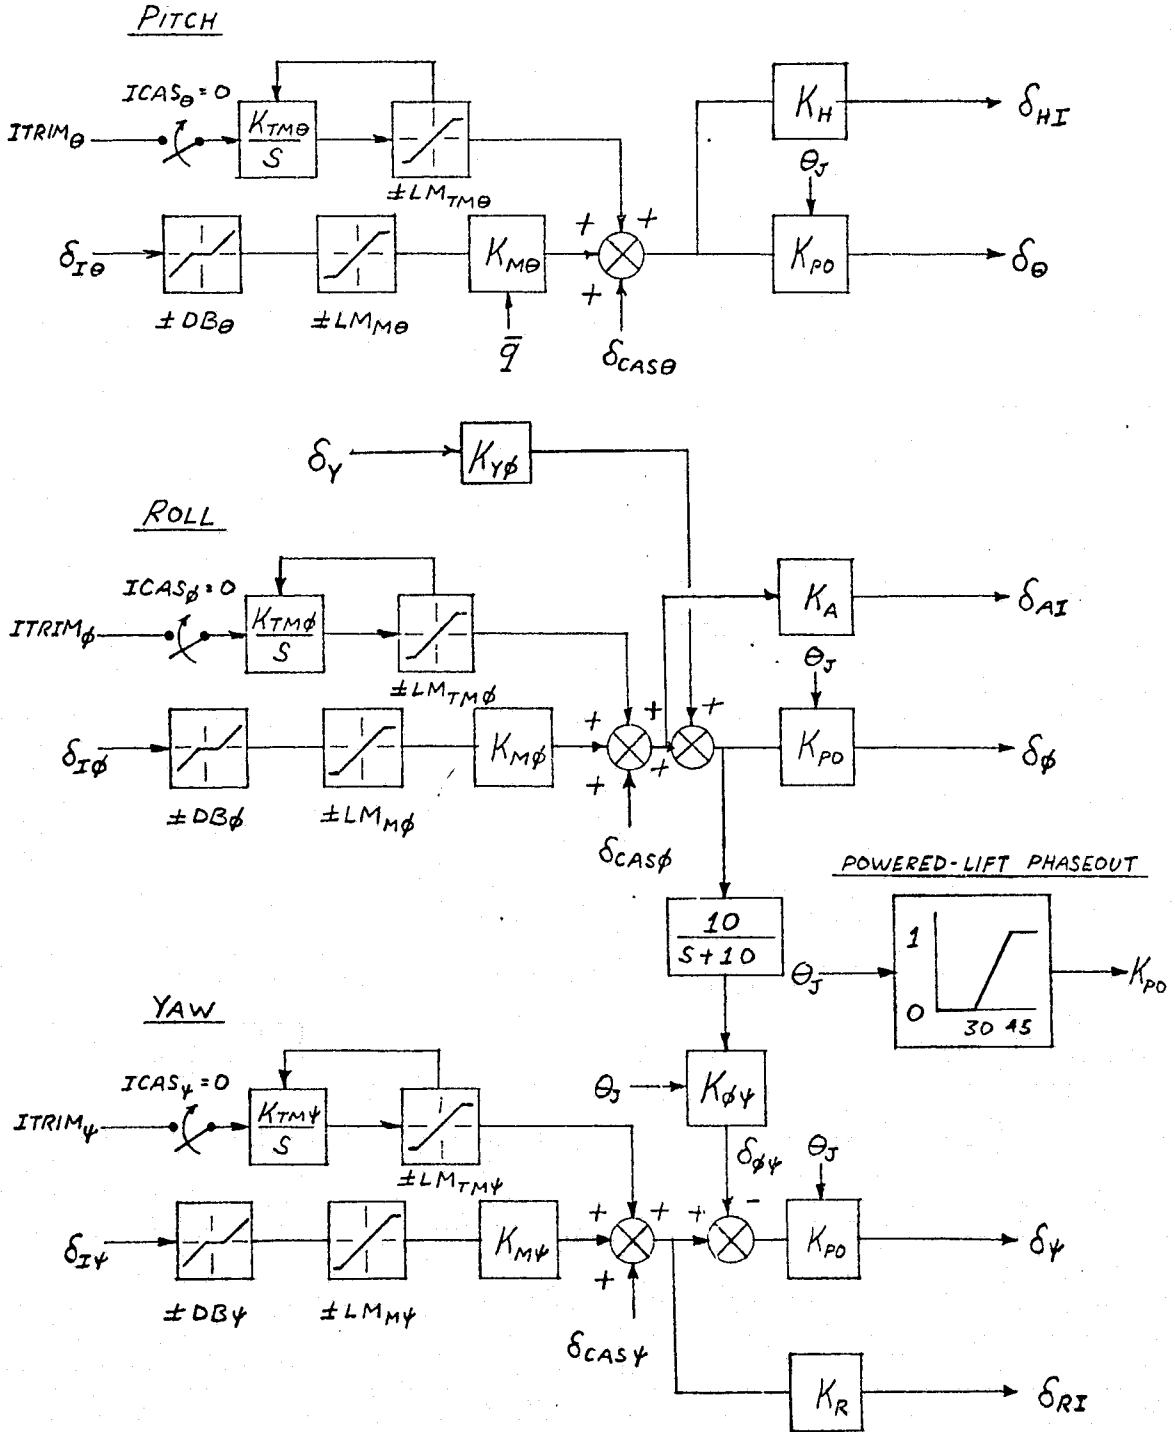 PITCH
ICASθ=0
ITRIMθ
KTMθ
S
±LMTMθ
KH
δHI
θJ
δIθ
KMθ
KPO
δθ
+
+
+
±DBθ
±LMMθ
q̄
δCASθ
δY
KYφ
ROLL
ICASφ=0
ITRIMφ
KTMφ
S
±LMTMφ
KA
δAI
θJ
δIφ
KMφ
+
+
+
+
+
KPO
δφ
±DBφ
±LMMφ
δCASφ
POWERED-LIFT PHASEOUT
10
S+10
θJ
1
0
30 45
KPO
YAW
ICASψ=0
ITRIMψ
KTMψ
S
±LMTMψ
θJ
Kφψ
δφψ
θJ
δIψ
KMψ
+
+
+
+
-
KPO
δψ
±DBψ
±LMMψ
δCASψ
KR
δRI